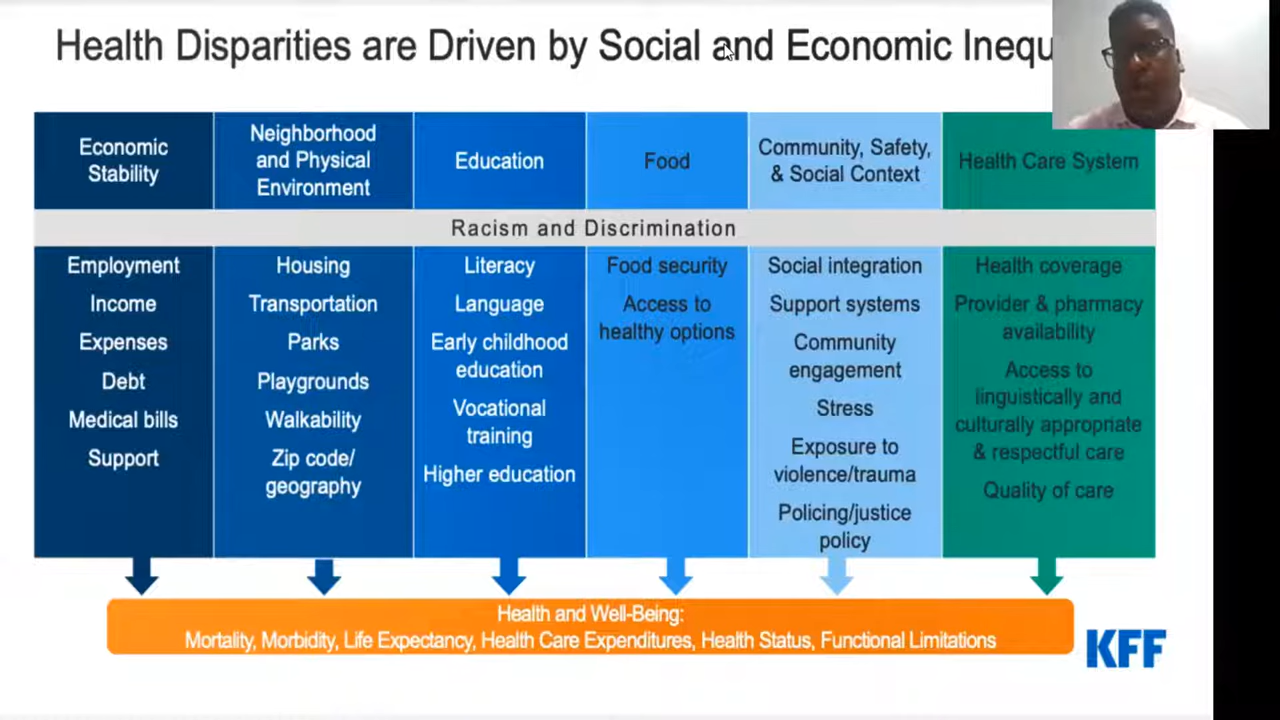 Health Disparities are Driven by Social and Economic
Economic
Stability
Neighborhood
and Physical
Environment
Education
Food
Community, Safety,
& Social Context
Health Care System
Racism and Discrimination
Employment
Income
Expenses
Debt
Medical bills
Support
Housing
Transportation
Parks
Playgrounds
Walkability
Zip code/
geography
Literacy
Language
Early childhood
education
Vocational
training
Higher education
Food security
Access to
healthy options
Social integration
Support systems
Community
engagement
Stress
Exposure to
violence/trauma
Policing/justice
policy
Health coverage
Provider & pharmacy
availability
Access to
linguistically and
culturally appropriate
& respectful care
Quality of care
Health and Well-Being:
Mortality, Morbidity, Life Expectancy, Health Care Expenditures, Health Status, Functional Limitations
KFF